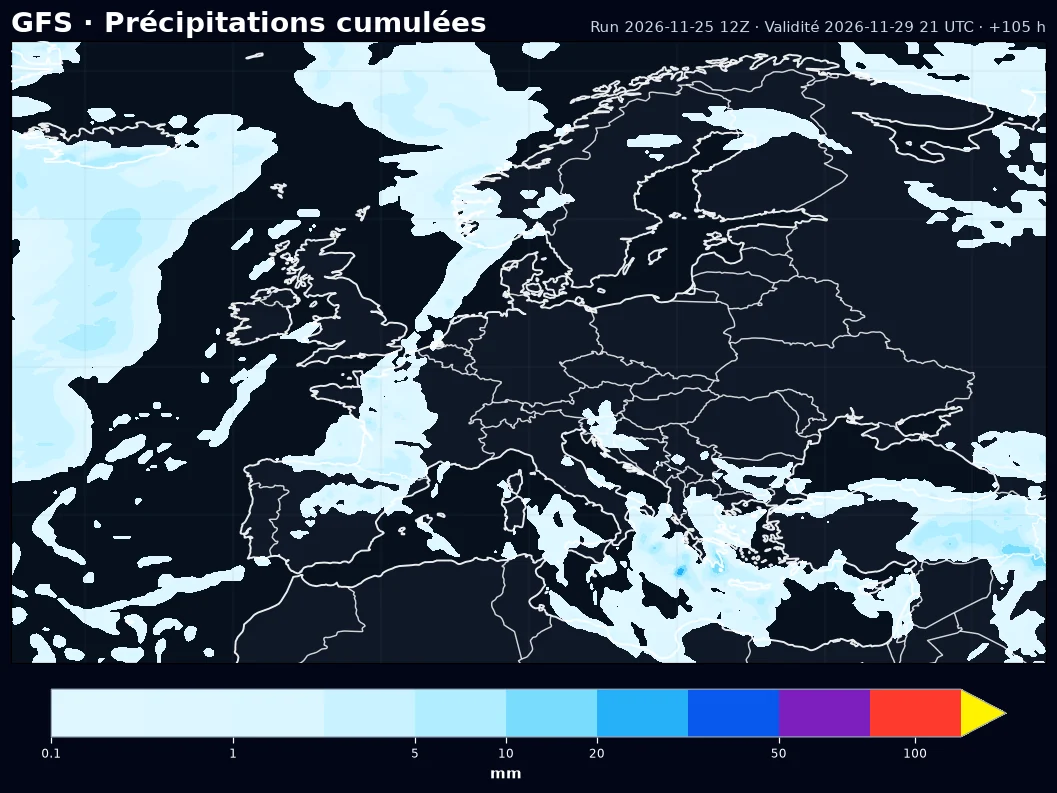 GFS · Précipitations cumulées
Run 2026-11-25 12Z · Validité 2026-11-29 21 UTC · +105 h
0.1 1 5 10 20 50 100
mm